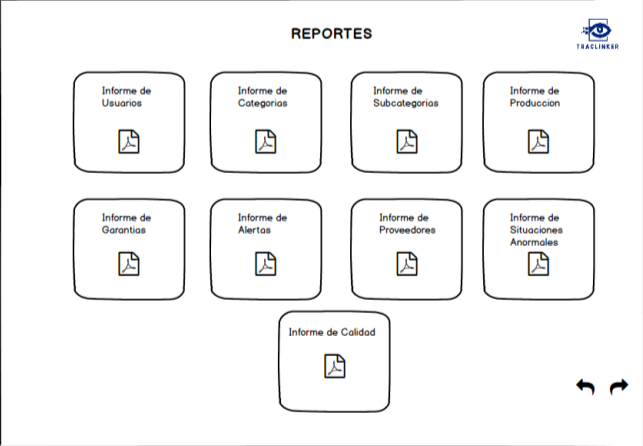 REPORTES
TRACLINKER
Informe de
Usuarios
Informe de
Categorias
Informe de
Subcategorias
Informe de
Produccion
Informe de
Garantias
Informe de
Alertas
Informe de
Proveedores
Informe de
Situaciones
Anormales
Informe de Calidad